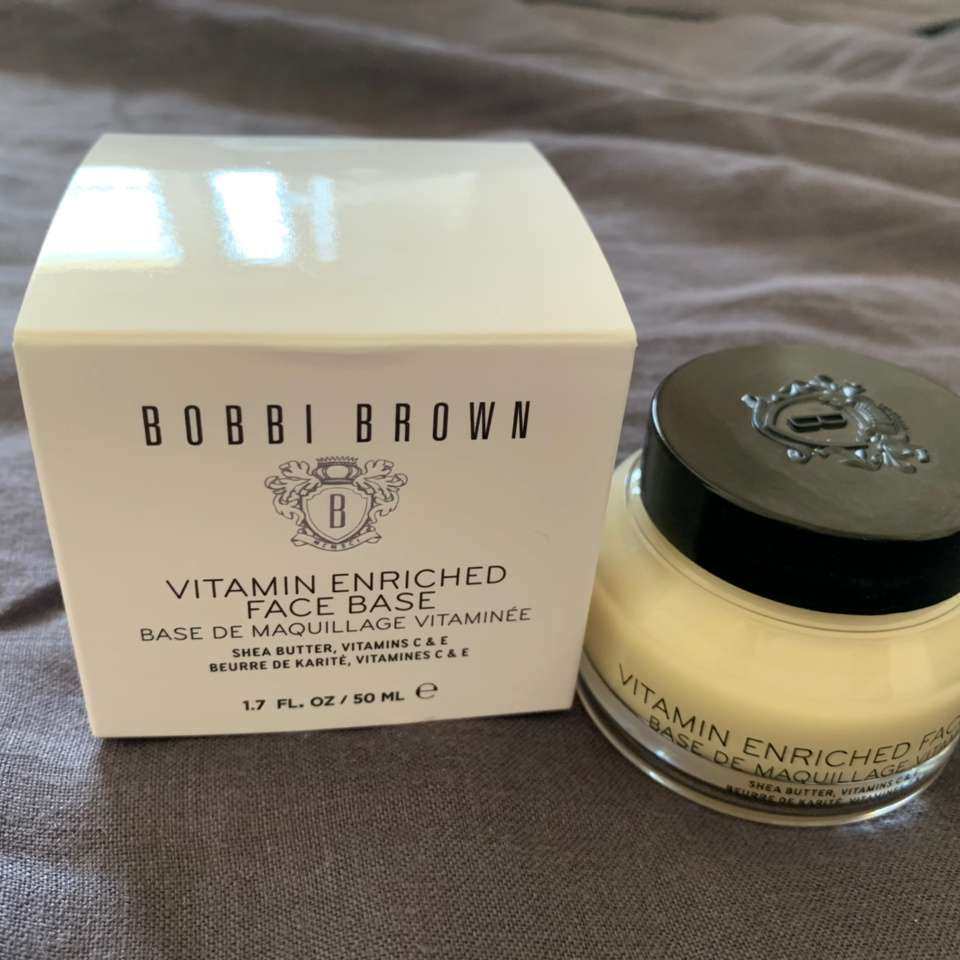 BOBBI BROWN
B
VITAMIN ENRICHED
FACE BASE
BASE DE MAQUILLAGE VITAMINÉE
SHEA BUTTER, VITAMINS C & E
BEURRE DE KARITÉ, VITAMINES C & E
1.7 FL. OZ / 50 ML ℮
B
VITAMIN ENRICHED
BASE DE MAQUILLAGE
SHEA BUTTER, VITAMINS C & E
BEURRE DE KARITÉ,